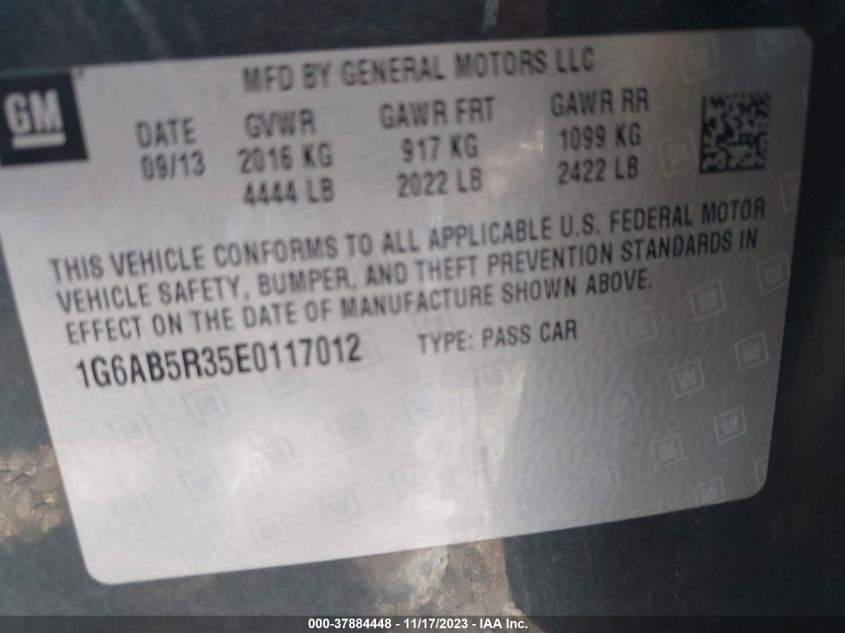 MFD BY GENERAL MOTORS LLC
GM
DATE GVWR GAWR FRT GAWR RR
09/13 2016 KG 917 KG 1099 KG
4444 LB 2022 LB 2422 LB
THIS VEHICLE CONFORMS TO ALL APPLICABLE U.S. FEDERAL MOTOR
VEHICLE SAFETY, BUMPER, AND THEFT PREVENTION STANDARDS IN
EFFECT ON THE DATE OF MANUFACTURE SHOWN ABOVE.
1G6AB5R35E0117012 TYPE: PASS CAR
000-37884448 - 11/17/2023 - IAA Inc.